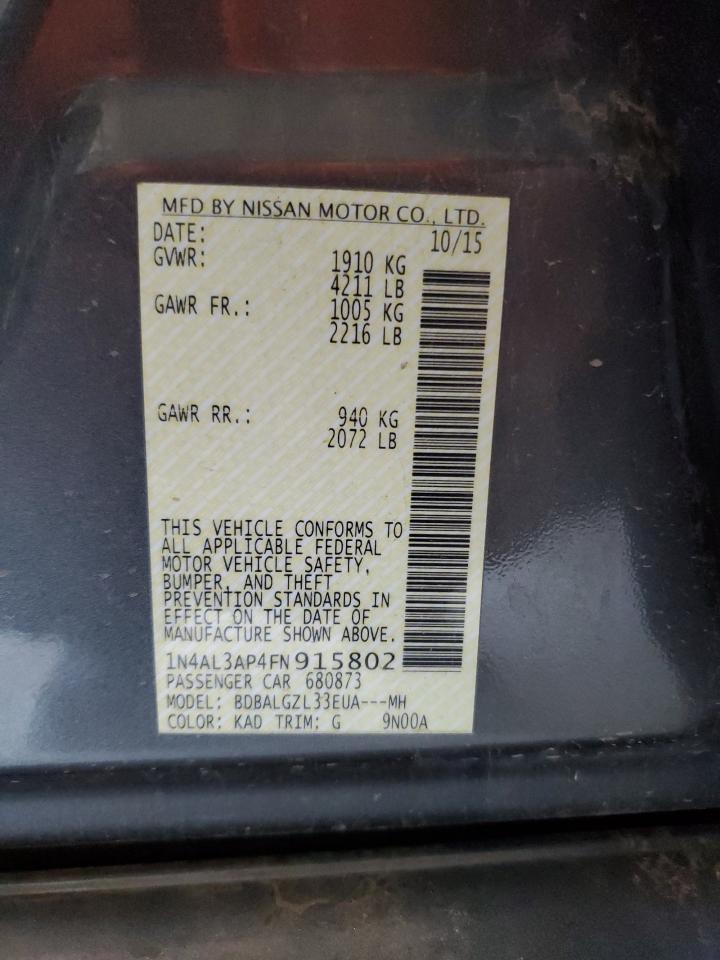 MFD BY NISSAN MOTOR CO., LTD.
DATE: 10/15
GVWR: 1910 KG
4211 LB
GAWR FR.: 1005 KG
2216 LB
GAWR RR.: 940 KG
2072 LB
THIS VEHICLE CONFORMS TO
ALL APPLICABLE FEDERAL
MOTOR VEHICLE SAFETY,
BUMPER, AND THEFT
PREVENTION STANDARDS IN
EFFECT ON THE DATE OF
MANUFACTURE SHOWN ABOVE.
1N4AL3AP4FN915802
PASSENGER CAR 680873
MODEL: BDBALGZL33EUA---MH
COLOR: KAD TRIM: G 9N00A